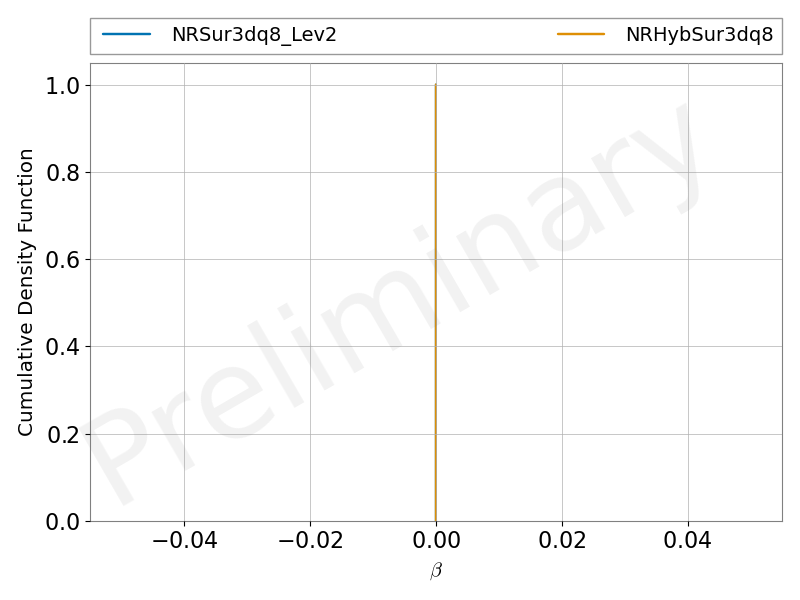 NRSur3dq8_Lev2 NRHybSur3dq8
1.0
0.8
0.6
0.4
0.2
0.0
Cumulative Density Function
Preliminary
−0.04 −0.02 0.00 0.02 0.04
β